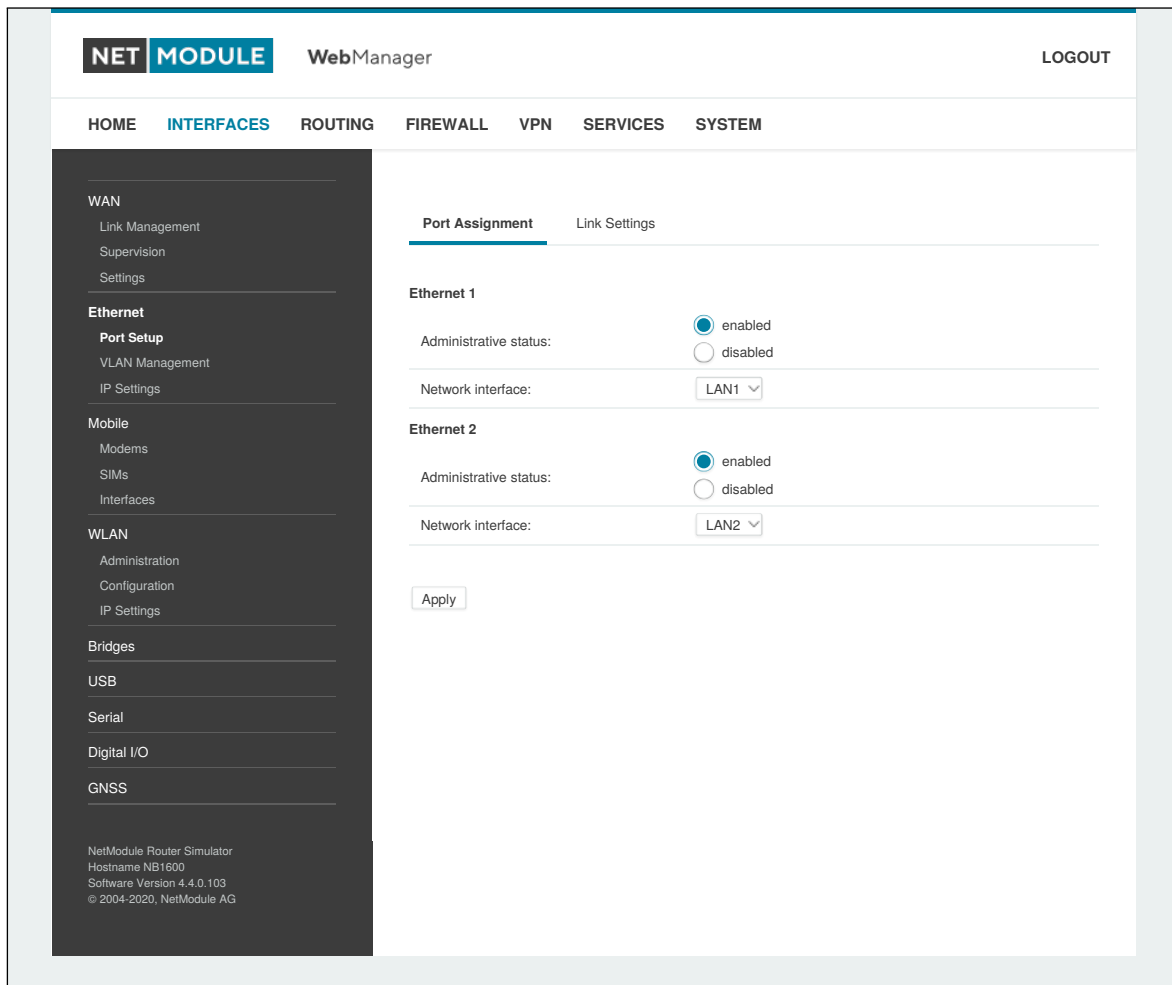 NET MODULE WebManager LOGOUT
HOME INTERFACES ROUTING FIREWALL VPN SERVICES SYSTEM
WAN
Link Management
Supervision
Settings
Ethernet
Port Setup
VLAN Management
IP Settings
Mobile
Modems
SIMs
Interfaces
WLAN
Administration
Configuration
IP Settings
Bridges
USB
Serial
Digital I/O
GNSS
NetModule Router Simulator
Hostname NB1600
Software Version 4.4.0.103
© 2004-2020, NetModule AG
Port Assignment Link Settings
Ethernet 1
Administrative status:
enabled
disabled
Network interface: LAN1
Ethernet 2
Administrative status:
enabled
disabled
Network interface: LAN2
Apply